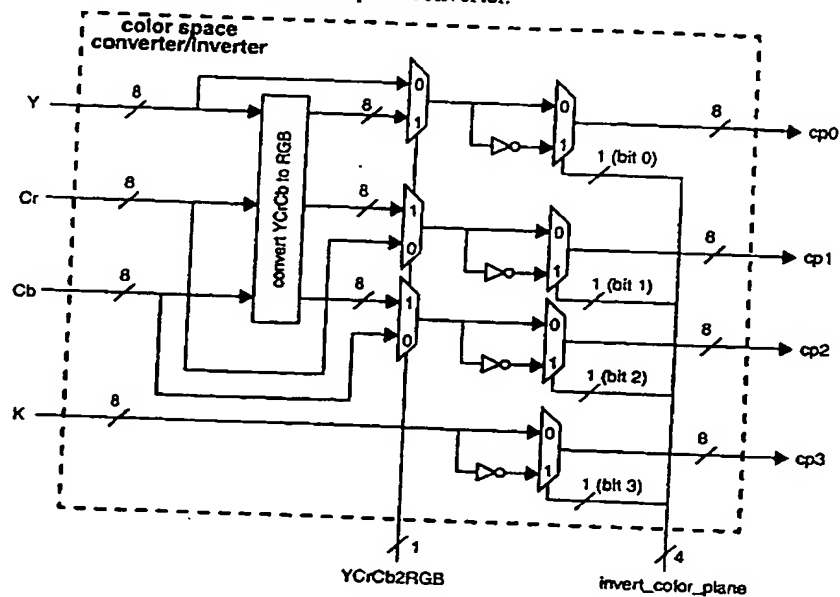 converter.
color space
converter/inverter
Y
8
8
0
1
0
1
8
cp0
1 (bit 0)
convert YCrCb to RGB
Cr
8
8
1
0
0
1
8
cp1
1 (bit 1)
Cb
8
8
1
0
0
1
8
cp2
1 (bit 2)
K
8
0
1
8
cp3
1 (bit 3)
1
YCrCb2RGB
4
invert_color_plane